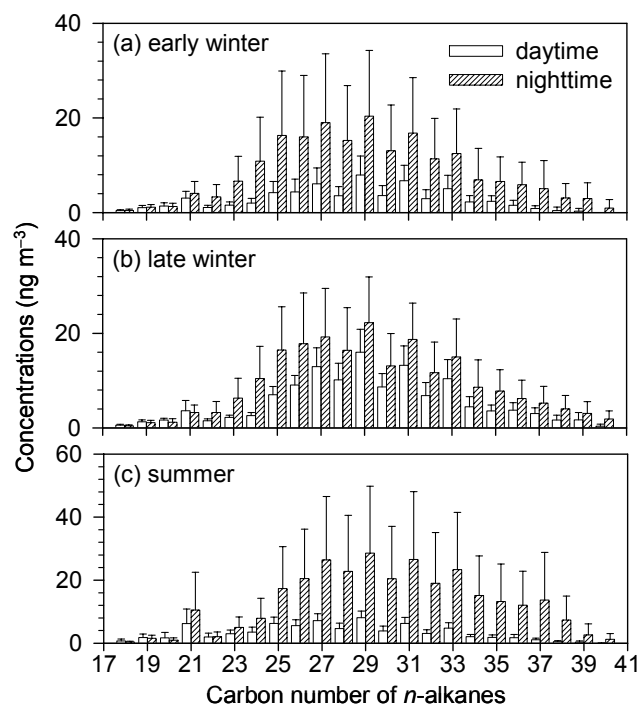 40
(a) early winter
daytime
nighttime
20
0
40
(b) late winter
20
0
60
(c) summer
40
20
0
17 19 21 23 25 27 29 31 33 35 37 39 41
Carbon number of n-alkanes
Concentrations (ng m⁻³)